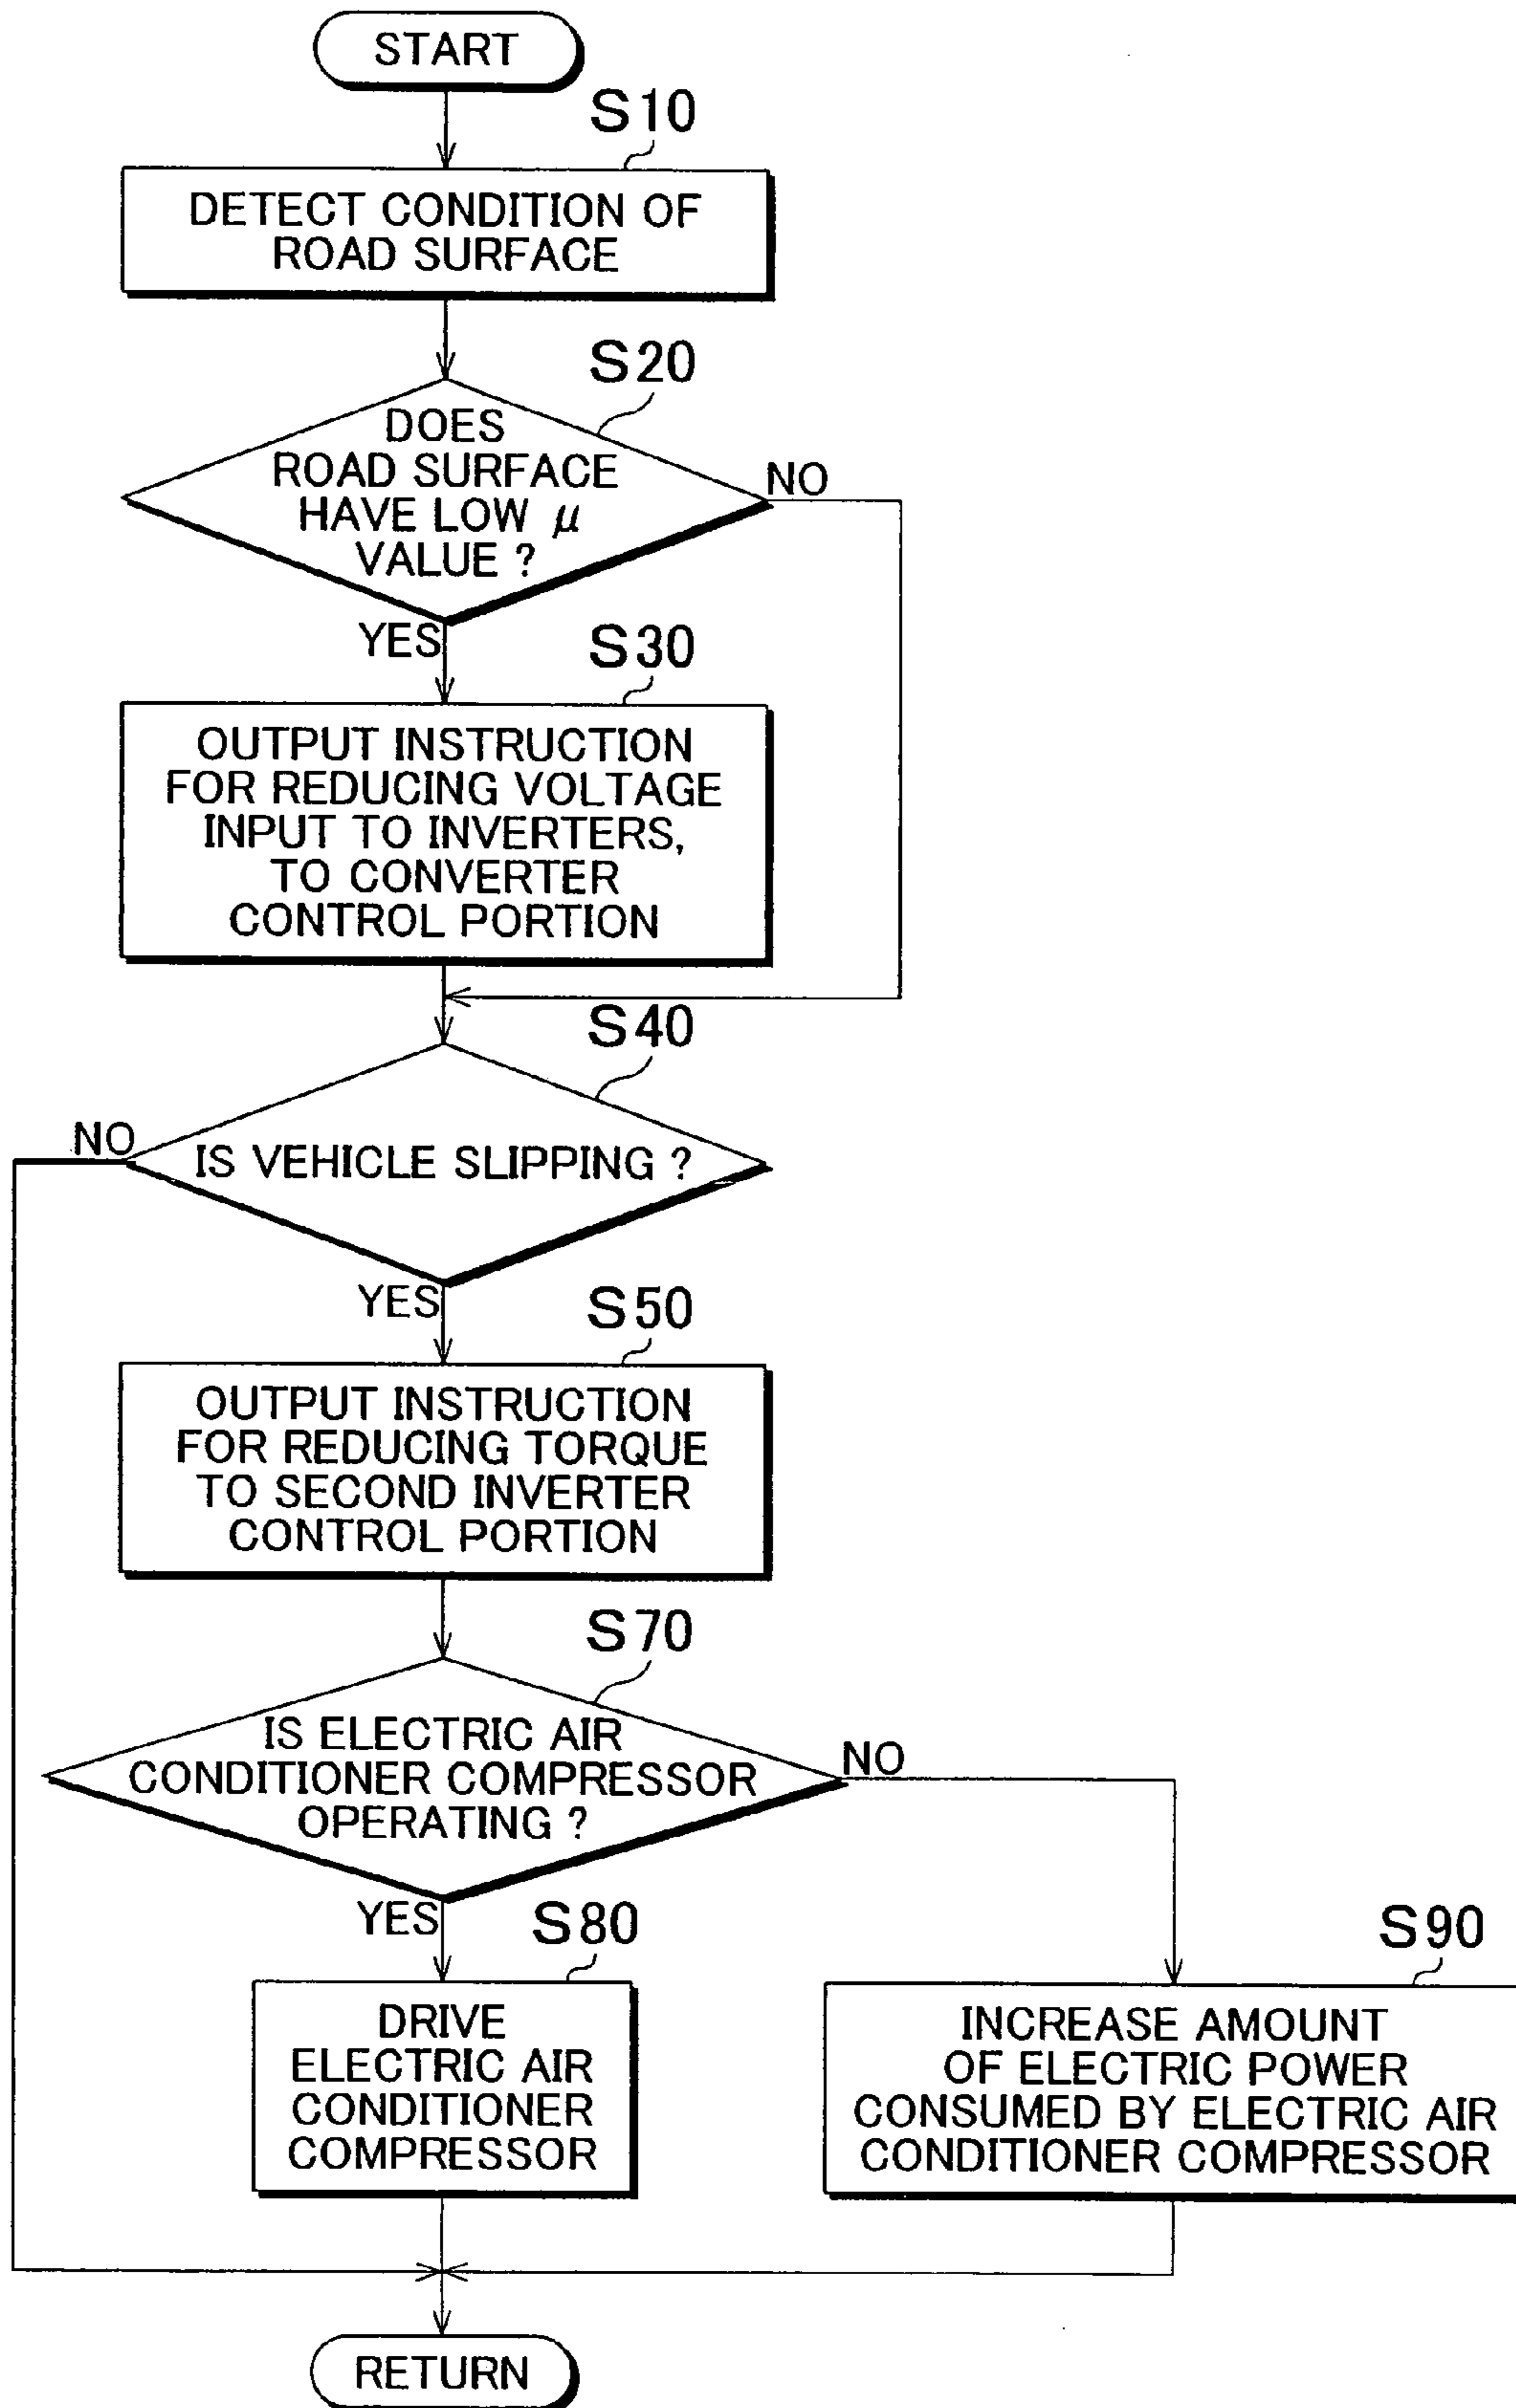 START
S10
DETECT CONDITION OF
ROAD SURFACE
S20
DOES
ROAD SURFACE
HAVE LOW μ
VALUE ?
NO
YES
S30
OUTPUT INSTRUCTION
FOR REDUCING VOLTAGE
INPUT TO INVERTERS,
TO CONVERTER
CONTROL PORTION
S40
NO
IS VEHICLE SLIPPING ?
YES
S50
OUTPUT INSTRUCTION
FOR REDUCING TORQUE
TO SECOND INVERTER
CONTROL PORTION
S70
IS ELECTRIC AIR
CONDITIONER COMPRESSOR
OPERATING ?
NO
YES
S80
DRIVE
ELECTRIC AIR
CONDITIONER
COMPRESSOR
S90
INCREASE AMOUNT
OF ELECTRIC POWER
CONSUMED BY ELECTRIC AIR
CONDITIONER COMPRESSOR
RETURN